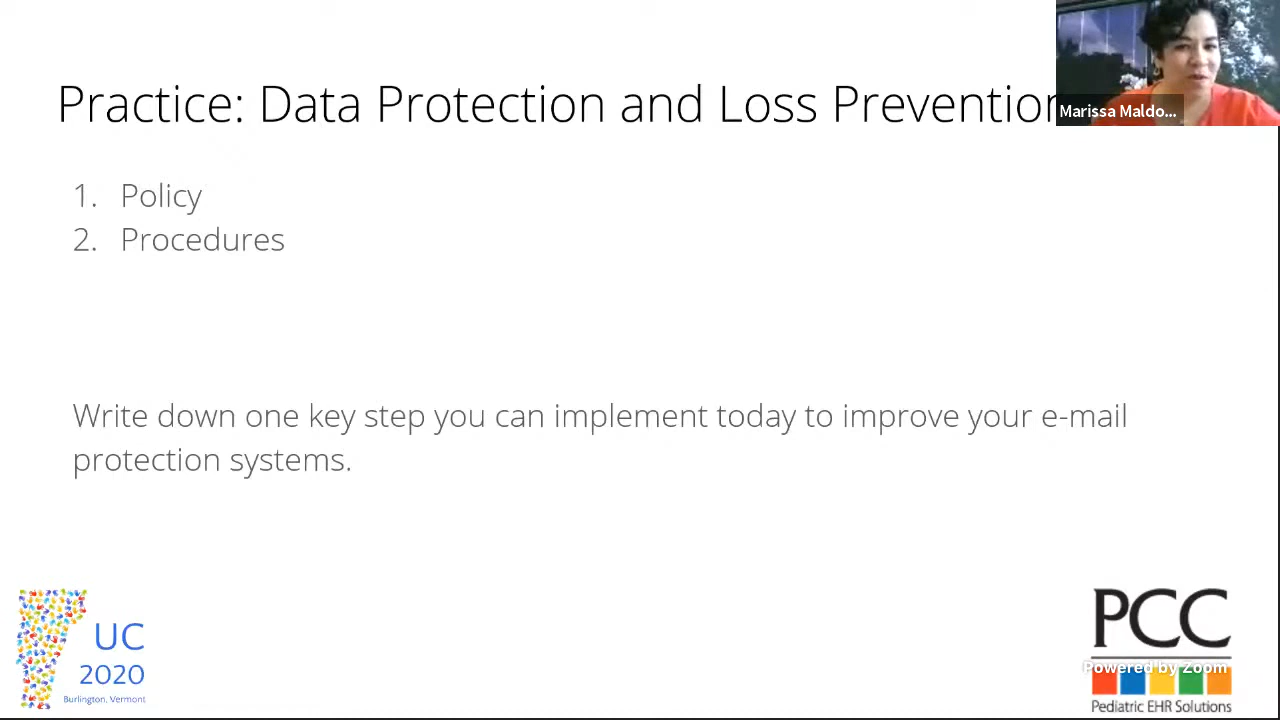 Practice: Data Protection and Loss Prevention
Marissa Maldo...
1. Policy
2. Procedures
Write down one key step you can implement today to improve your e-mail
protection systems.
UC
2020
Burlington, Vermont
PCC
Powered by Zoom
Pediatric EHR Solutions